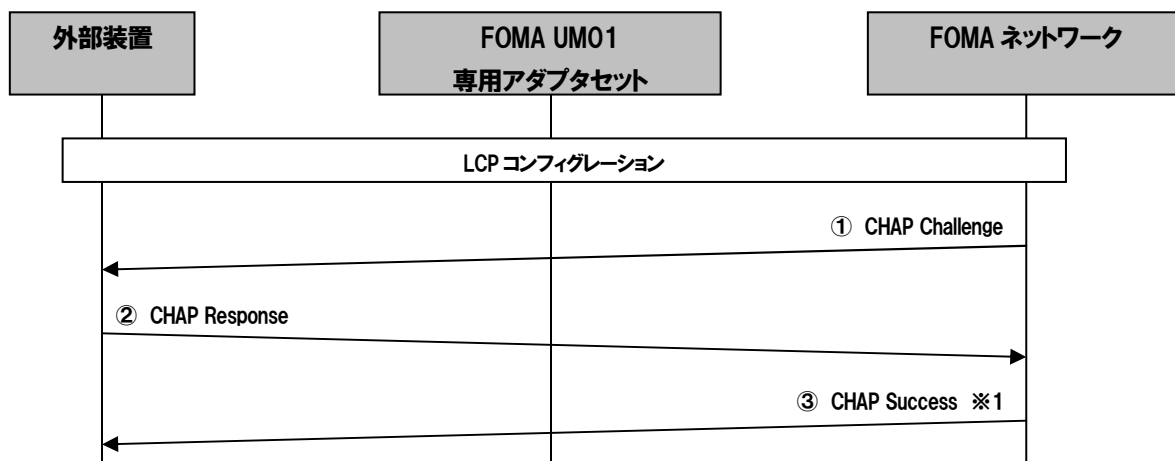 外部装置
FOMA UM01
専用アダプタセット
FOMA ネットワーク
LCP コンフィグレーション
① CHAP Challenge
② CHAP Response
③ CHAP Success ※1